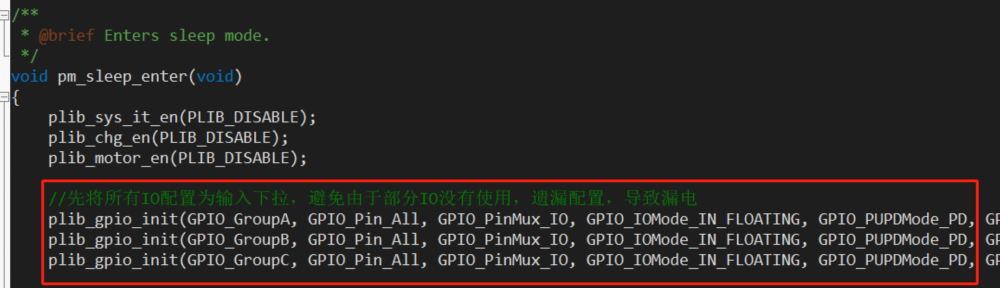 /**
 * @brief Enters sleep mode.
 */
void pm_sleep_enter(void)
{
    plib_sys_it_en(PLIB_DISABLE);
    plib_chg_en(PLIB_DISABLE);
    plib_motor_en(PLIB_DISABLE);
    //先将所有IO配置为输入下拉，避免由于部分IO没有使用，遗漏配置，导致漏电
    plib_gpio_init(GPIO_GroupA, GPIO_Pin_All, GPIO_PinMux_IO, GPIO_IOMode_IN_FLOATING, GPIO_PUPDMode_PD, GP
    plib_gpio_init(GPIO_GroupB, GPIO_Pin_All, GPIO_PinMux_IO, GPIO_IOMode_IN_FLOATING, GPIO_PUPDMode_PD, GP
    plib_gpio_init(GPIO_GroupC, GPIO_Pin_All, GPIO_PinMux_IO, GPIO_IOMode_IN_FLOATING, GPIO_PUPDMode_PD, GP